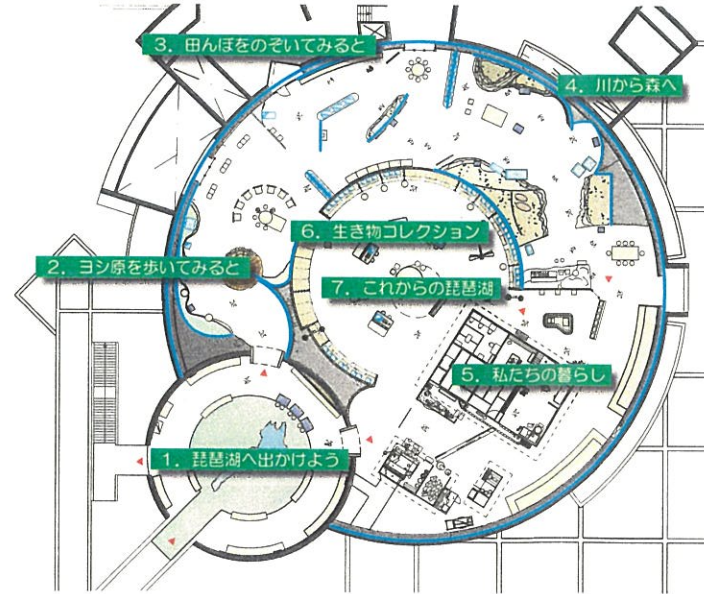 3. 田んぼをのぞいてみると
4. 川から森へ
6. 生き物コレクション
2. ヨシ原を歩いてみると
7. これからの琵琶湖
5. 私たちの暮らし
1. 琵琶湖へ出かけよう